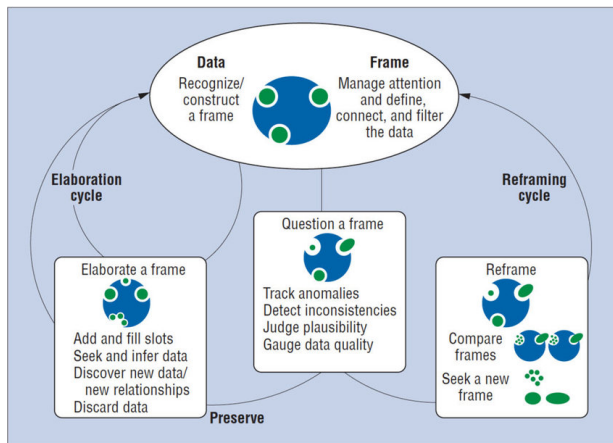 Data
Recognize/
construct
a frame
Frame
Manage attention
and define,
connect, and filter
the data
Elaboration
cycle
Reframing
cycle
Elaborate a frame
Add and fill slots
Seek and infer data
Discover new data/
new relationships
Discard data
Question a frame
Track anomalies
Detect inconsistencies
Judge plausibility
Gauge data quality
Reframe
Compare
frames
Seek a new
frame
Preserve